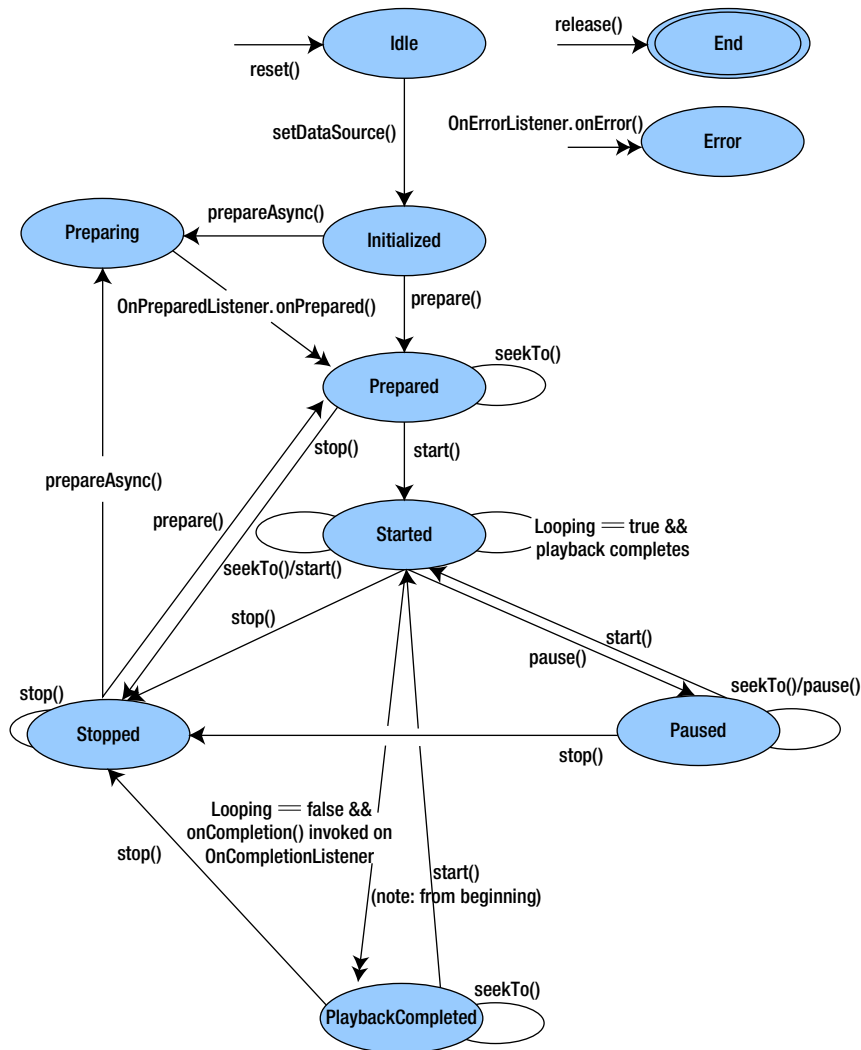 Idle
release()
End
reset()
OnErrorListener.onError()
setDataSource()
Error
prepareAsync()
Preparing
Initialized
prepare()
OnPreparedListener.onPrepared()
seekTo()
Prepared
stop()
start()
prepareAsync()
prepare()
Started
Looping == true &&
playback completes
seekTo()/start()
stop()
start()
pause()
seekTo()/pause()
stop()
Stopped
Paused
stop()
Looping == false &&
onCompletion() invoked on
OnCompletionListener
stop()
start()
(note: from beginning)
seekTo()
PlaybackCompleted